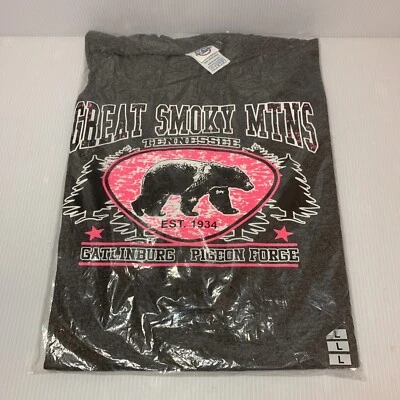 GREAT SMOKY MTNS
TENNESSEE
EST. 1934
GATLINBURG PIGEON FORGE
L
L
L